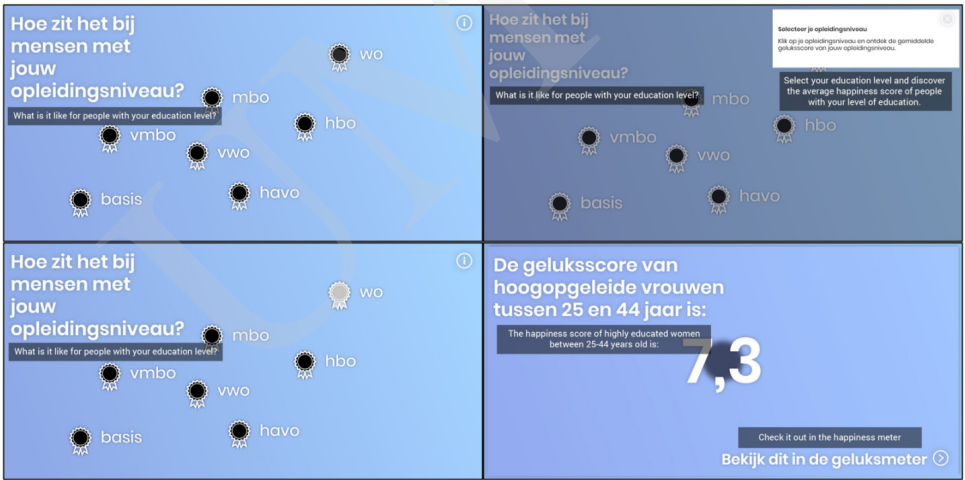 Hoe zit het bij
mensen met
jouw
opleidingsniveau?
What is it like for people with your education level?
wo
mbo
hbo
vmbo
vwo
havo
basis
Hoe zit het bij
mensen met
jouw
opleidingsniveau?
What is it like for people with your education level?
Selecteer je opleidingsniveau
Klik op je opleidingsniveau en ontdek de gemiddelde
geluksscore van jouw opleidingsniveau.
Select your education level and discover
the average happiness score of people
with your level of education.
mbo
hbo
vmbo
vwo
havo
basis
Hoe zit het bij
mensen met
jouw
opleidingsniveau?
What is it like for people with your education level?
wo
mbo
hbo
vmbo
vwo
havo
basis
De geluksscore van
hoogopgeleide vrouwen
tussen 25 en 44 jaar is:
The happiness score of highly educated women
between 25-44 years old is:
7,3
Check it out in the happiness meter
Bekijk dit in de geluksmeter